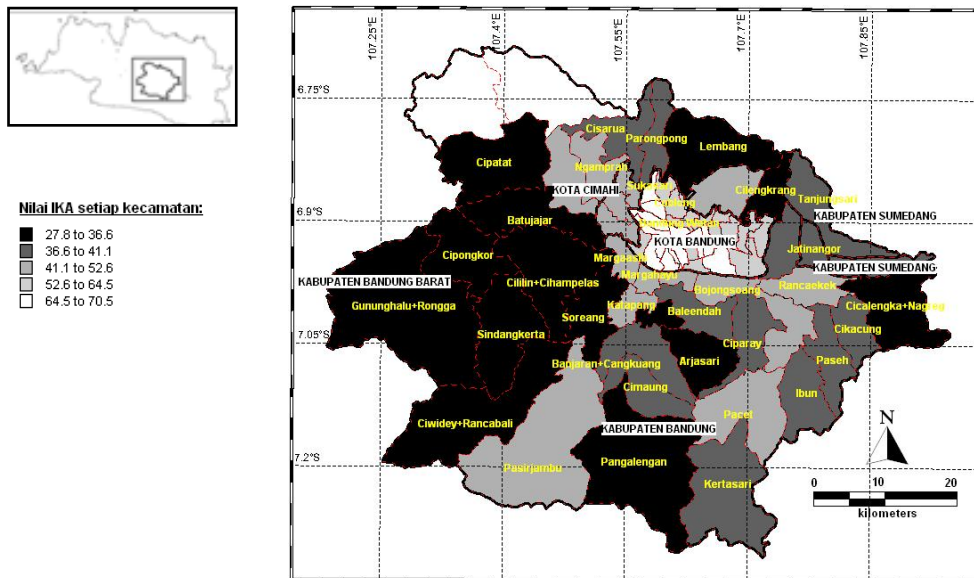 107.25°E
107.4°E
107.55°E
107.7°E
107.85°E
6.75°S
6.9°S
7.05°S
7.2°S
Nilai IKA setiap kecamatan:
27.8 to 36.6
36.6 to 41.1
41.1 to 52.6
52.6 to 64.5
64.5 to 70.5
Cisarua
Parongpong
Lembang
Cipatat
Ngamprah
Sukasari
KOTA CIMAHI
Cilengkrang
Tanjungsari
KABUPATEN SUMEDANG
Batujajar
KOTA BANDUNG
Jatinangor
Cipongkor
Margaasih
KABUPATEN SUMEDANG
KABUPATEN BANDUNG BARAT
Cililin+Cihampelas
Margahayu
Bojongsoang
Rancaekek
Gununghalu+Rongga
Soreang
Katapang
Baleendah
Cicalengka+Nagreg
Sindangkerta
Ciparay
Cikacung
Banjaran+Cangkuang
Arjasari
Paseh
Cimaung
Ibun
Ciwidey+Rancabali
KABUPATEN BANDUNG
Pacet
Pasirjambu
Pangalengan
Kertasari
N
0 10 20
kilometers